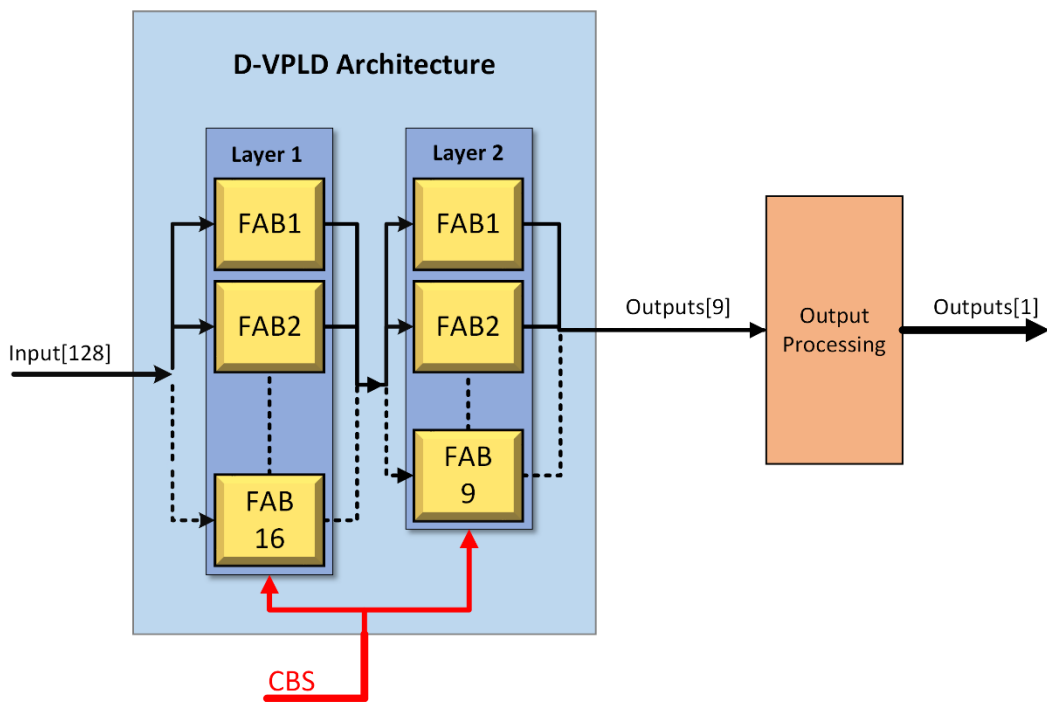 D-VPLD Architecture
Layer 1
Layer 2
FAB1
FAB1
FAB2
FAB2
Outputs[9]
Output
Processing
Outputs[1]
Input[128]
FAB
16
FAB
9
CBS